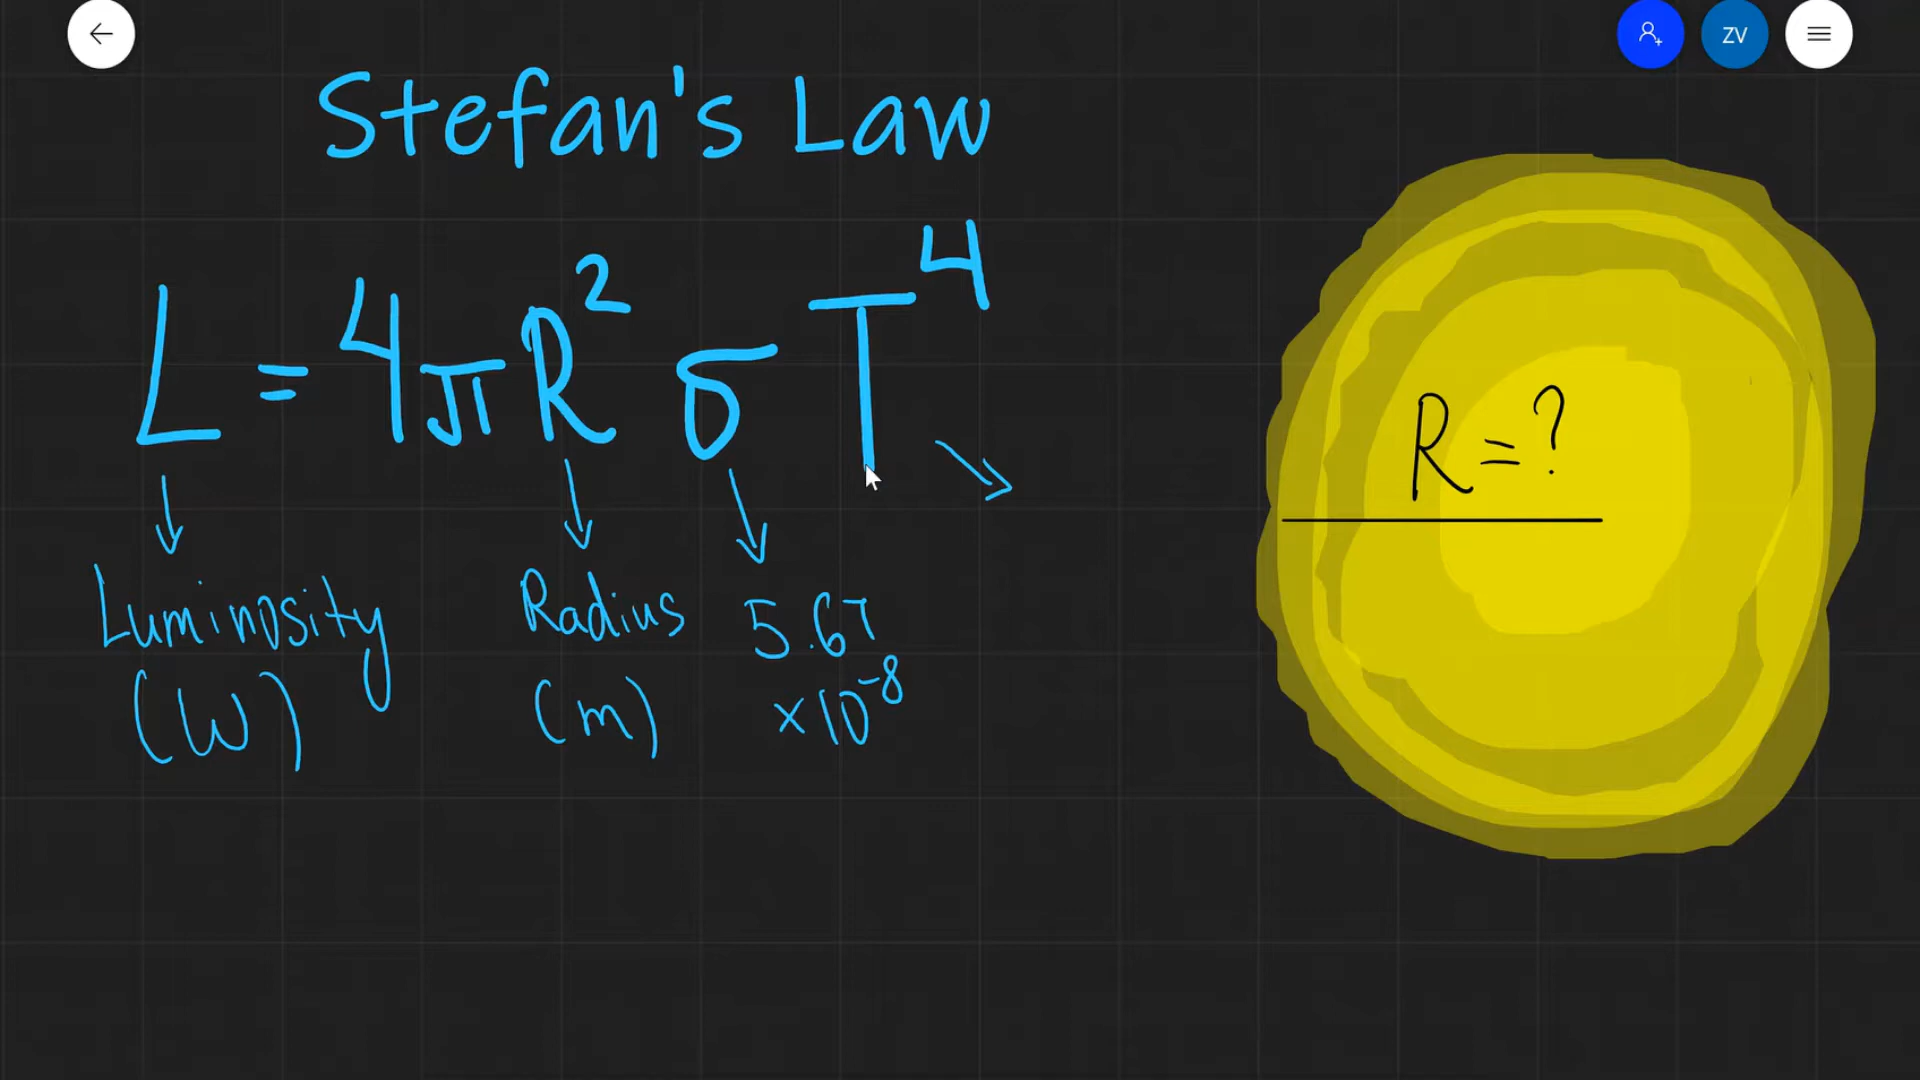 ZV
Stefan's Law
L = 4πR² σ T⁴
Luminosity
(W)
Radius
(m)
5.67
×10⁻⁸
R = ?